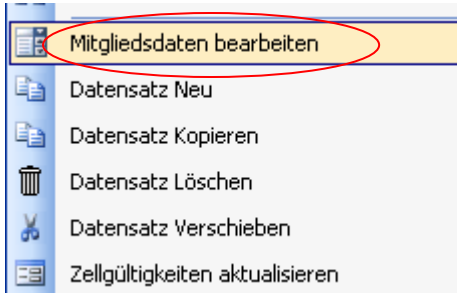 Mitgliedsdaten bearbeiten
Datensatz Neu
Datensatz Kopieren
Datensatz Löschen
Datensatz Verschieben
Zellgültigkeiten aktualisieren